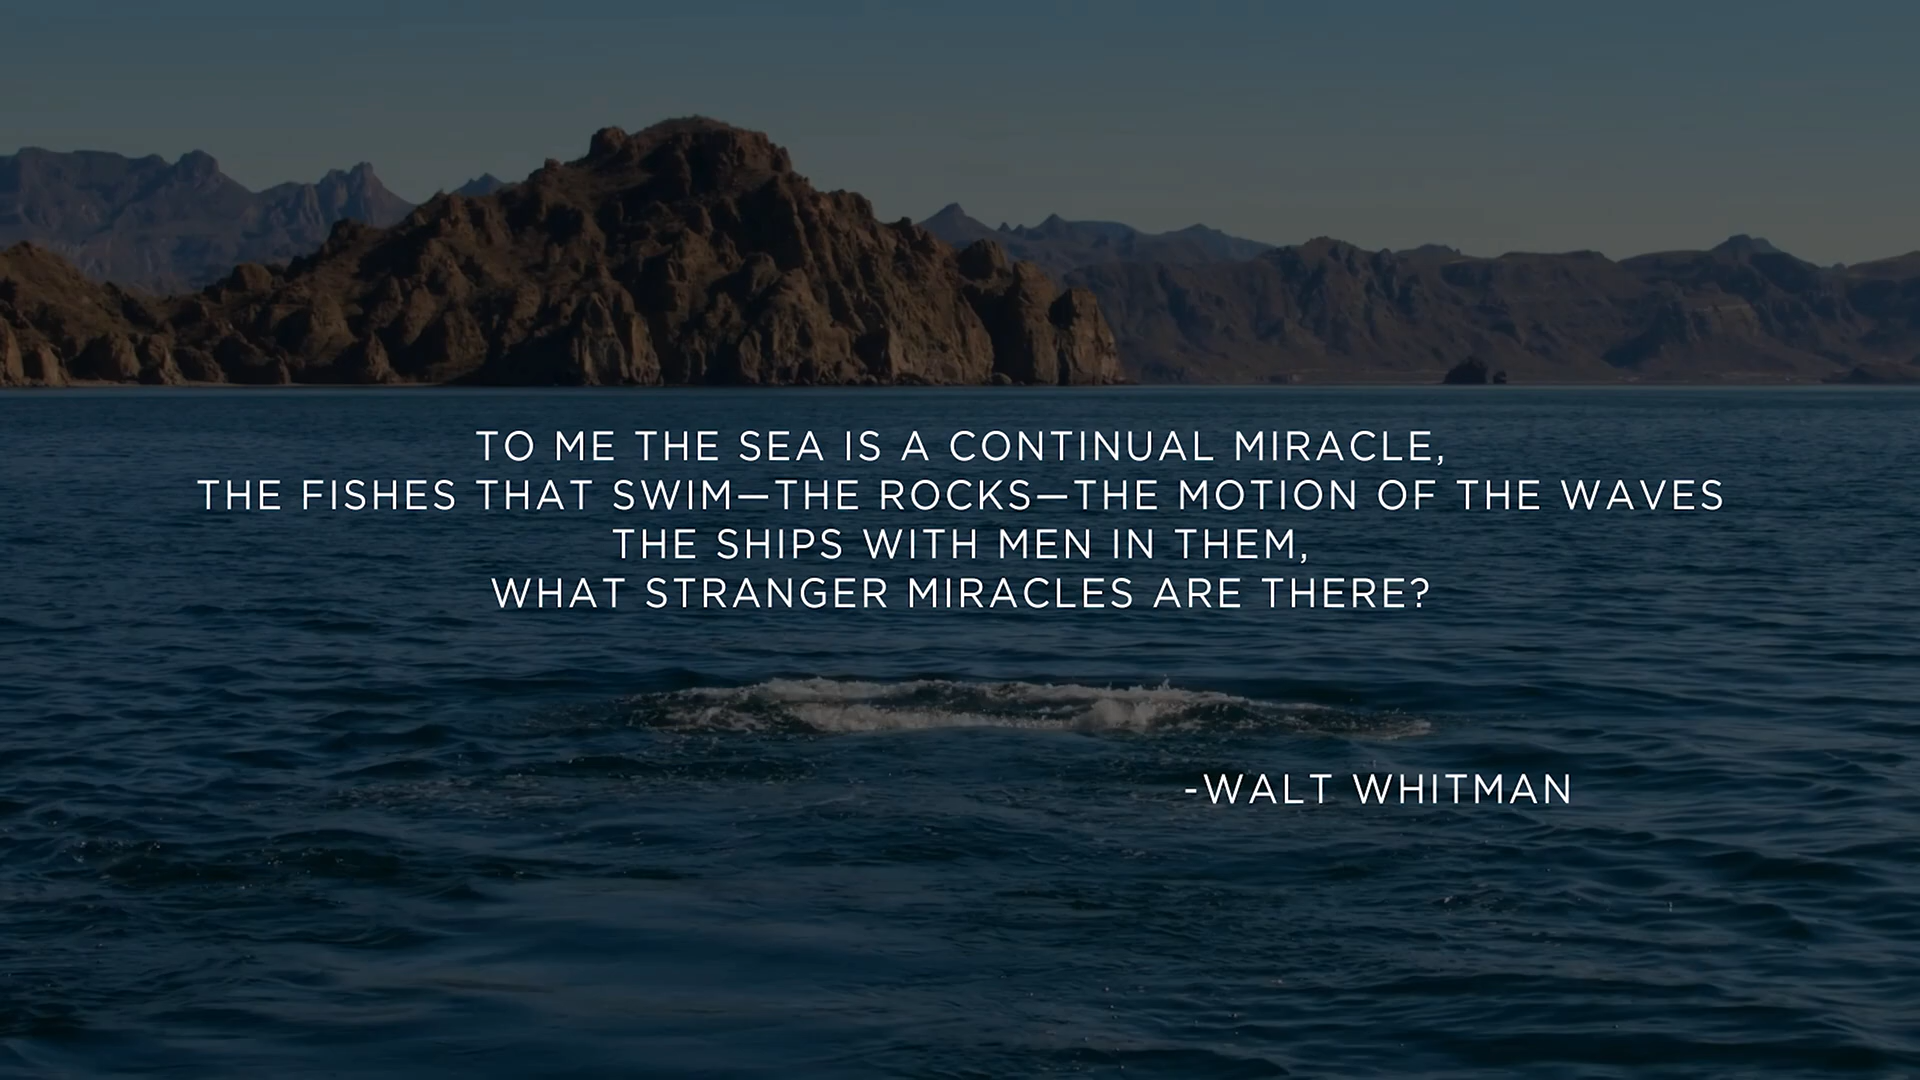 TO ME THE SEA IS A CONTINUAL MIRACLE,
THE FISHES THAT SWIM—THE ROCKS—THE MOTION OF THE WAVES
THE SHIPS WITH MEN IN THEM,
WHAT STRANGER MIRACLES ARE THERE?
-WALT WHITMAN